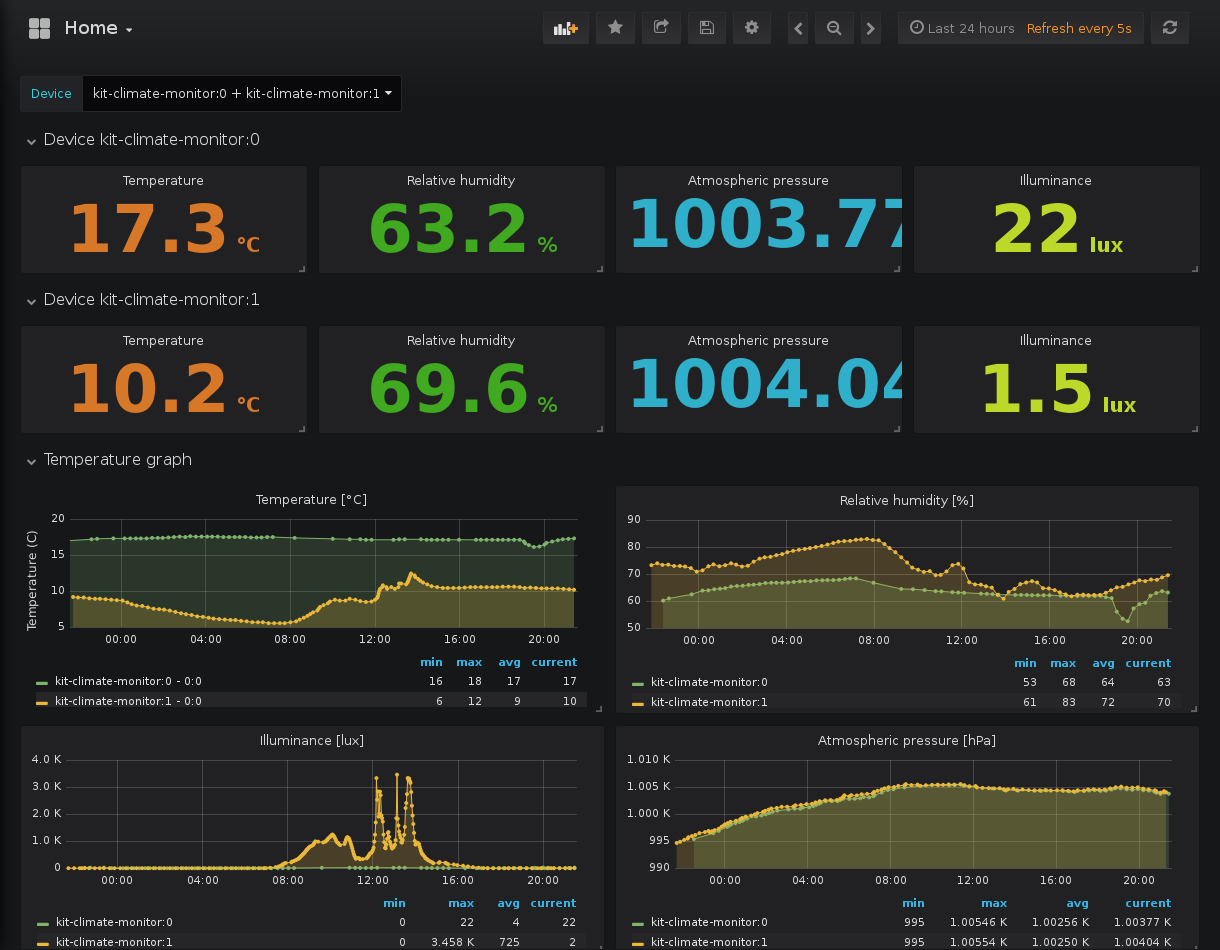 Home
Last 24 hours Refresh every 5s
Device kit-climate-monitor:0 + kit-climate-monitor:1
Device kit-climate-monitor:0
Temperature Relative humidity Atmospheric pressure Illuminance
17.3 °C 63.2 % 1003.77 22 lux
Device kit-climate-monitor:1
Temperature Relative humidity Atmospheric pressure Illuminance
10.2 °C 69.6 % 1004.04 1.5 lux
Temperature graph
Temperature [°C]
Temperature (C)
20
15
10
5
00:00 04:00 08:00 12:00 16:00 20:00
min max avg current
kit-climate-monitor:0 - 0:0 16 18 17 17
kit-climate-monitor:1 - 0:0 6 12 9 10
Relative humidity [%]
90
80
70
60
50
00:00 04:00 08:00 12:00 16:00 20:00
min max avg current
kit-climate-monitor:0 53 68 64 63
kit-climate-monitor:1 61 83 72 70
Illuminance [lux]
4.0 K
3.0 K
2.0 K
1.0 K
0
00:00 04:00 08:00 12:00 16:00 20:00
min max avg current
kit-climate-monitor:0 0 22 4 22
kit-climate-monitor:1 0 3.458 K 725 2
Atmospheric pressure [hPa]
1.010 K
1.005 K
1.000 K
995
990
00:00 04:00 08:00 12:00 16:00 20:00
min max avg current
kit-climate-monitor:0 995 1.00546 K 1.00256 K 1.00377 K
kit-climate-monitor:1 995 1.00554 K 1.00250 K 1.00404 K